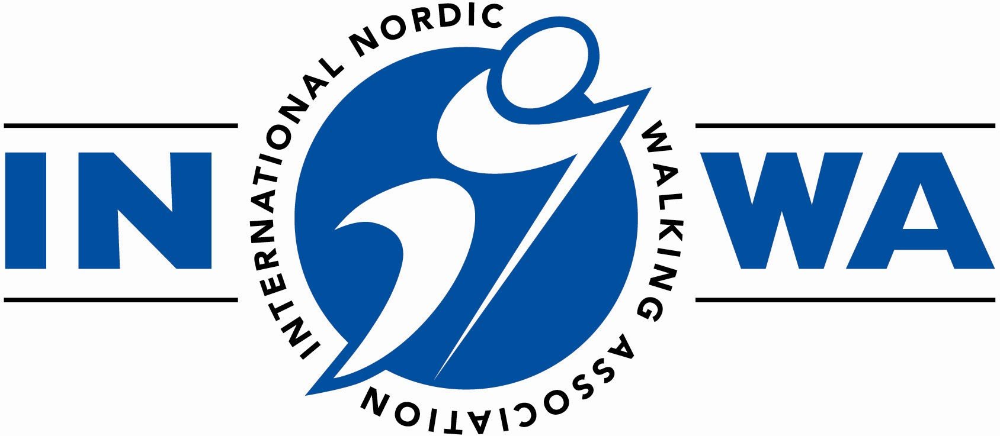 IN WA
INTERNATIONAL NORDIC WALKING ASSOCIATION